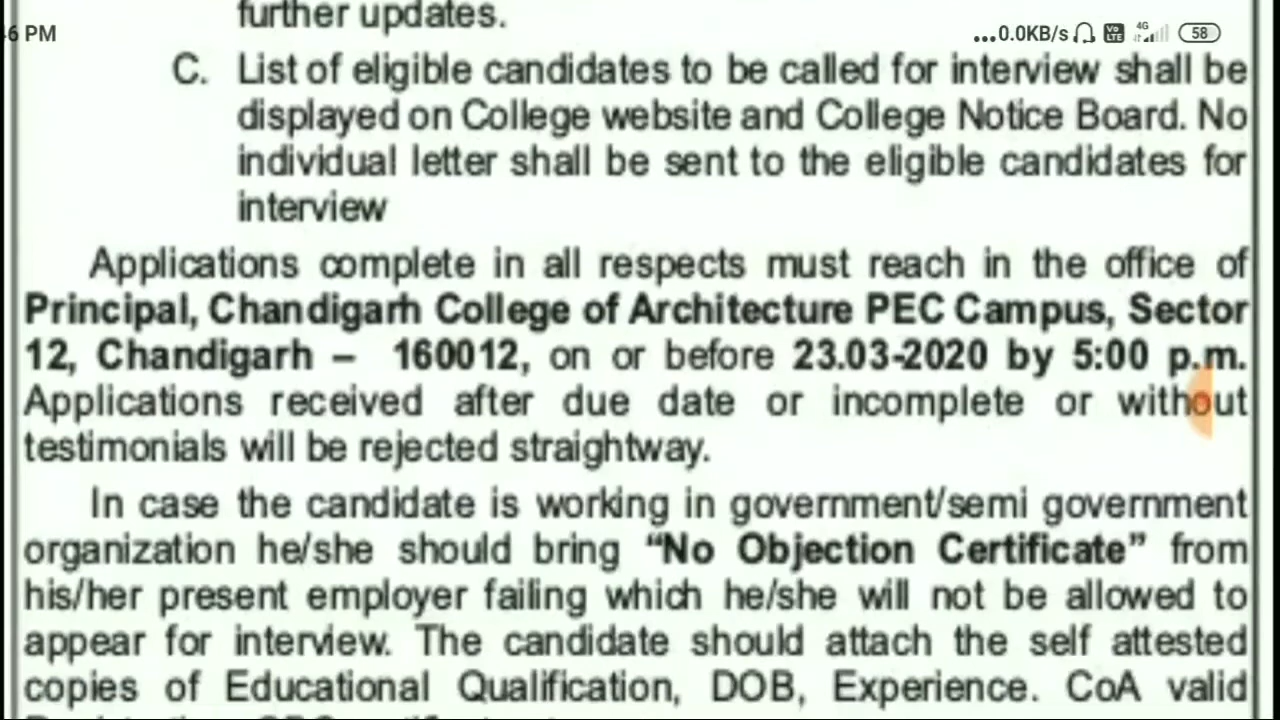 further updates.
6 PM
...0.0KB/s Vo LTE 4G 58
C. List of eligible candidates to be called for interview shall be
displayed on College website and College Notice Board. No
individual letter shall be sent to the eligible candidates for
interview
Applications complete in all respects must reach in the office of
Principal, Chandigarh College of Architecture PEC Campus, Sector
12, Chandigarh – 160012, on or before 23.03-2020 by 5:00 p.m.
Applications received after due date or incomplete or without
testimonials will be rejected straightway.
In case the candidate is working in government/semi government
organization he/she should bring “No Objection Certificate” from
his/her present employer failing which he/she will not be allowed to
appear for interview. The candidate should attach the self attested
copies of Educational Qualification, DOB, Experience. CoA valid